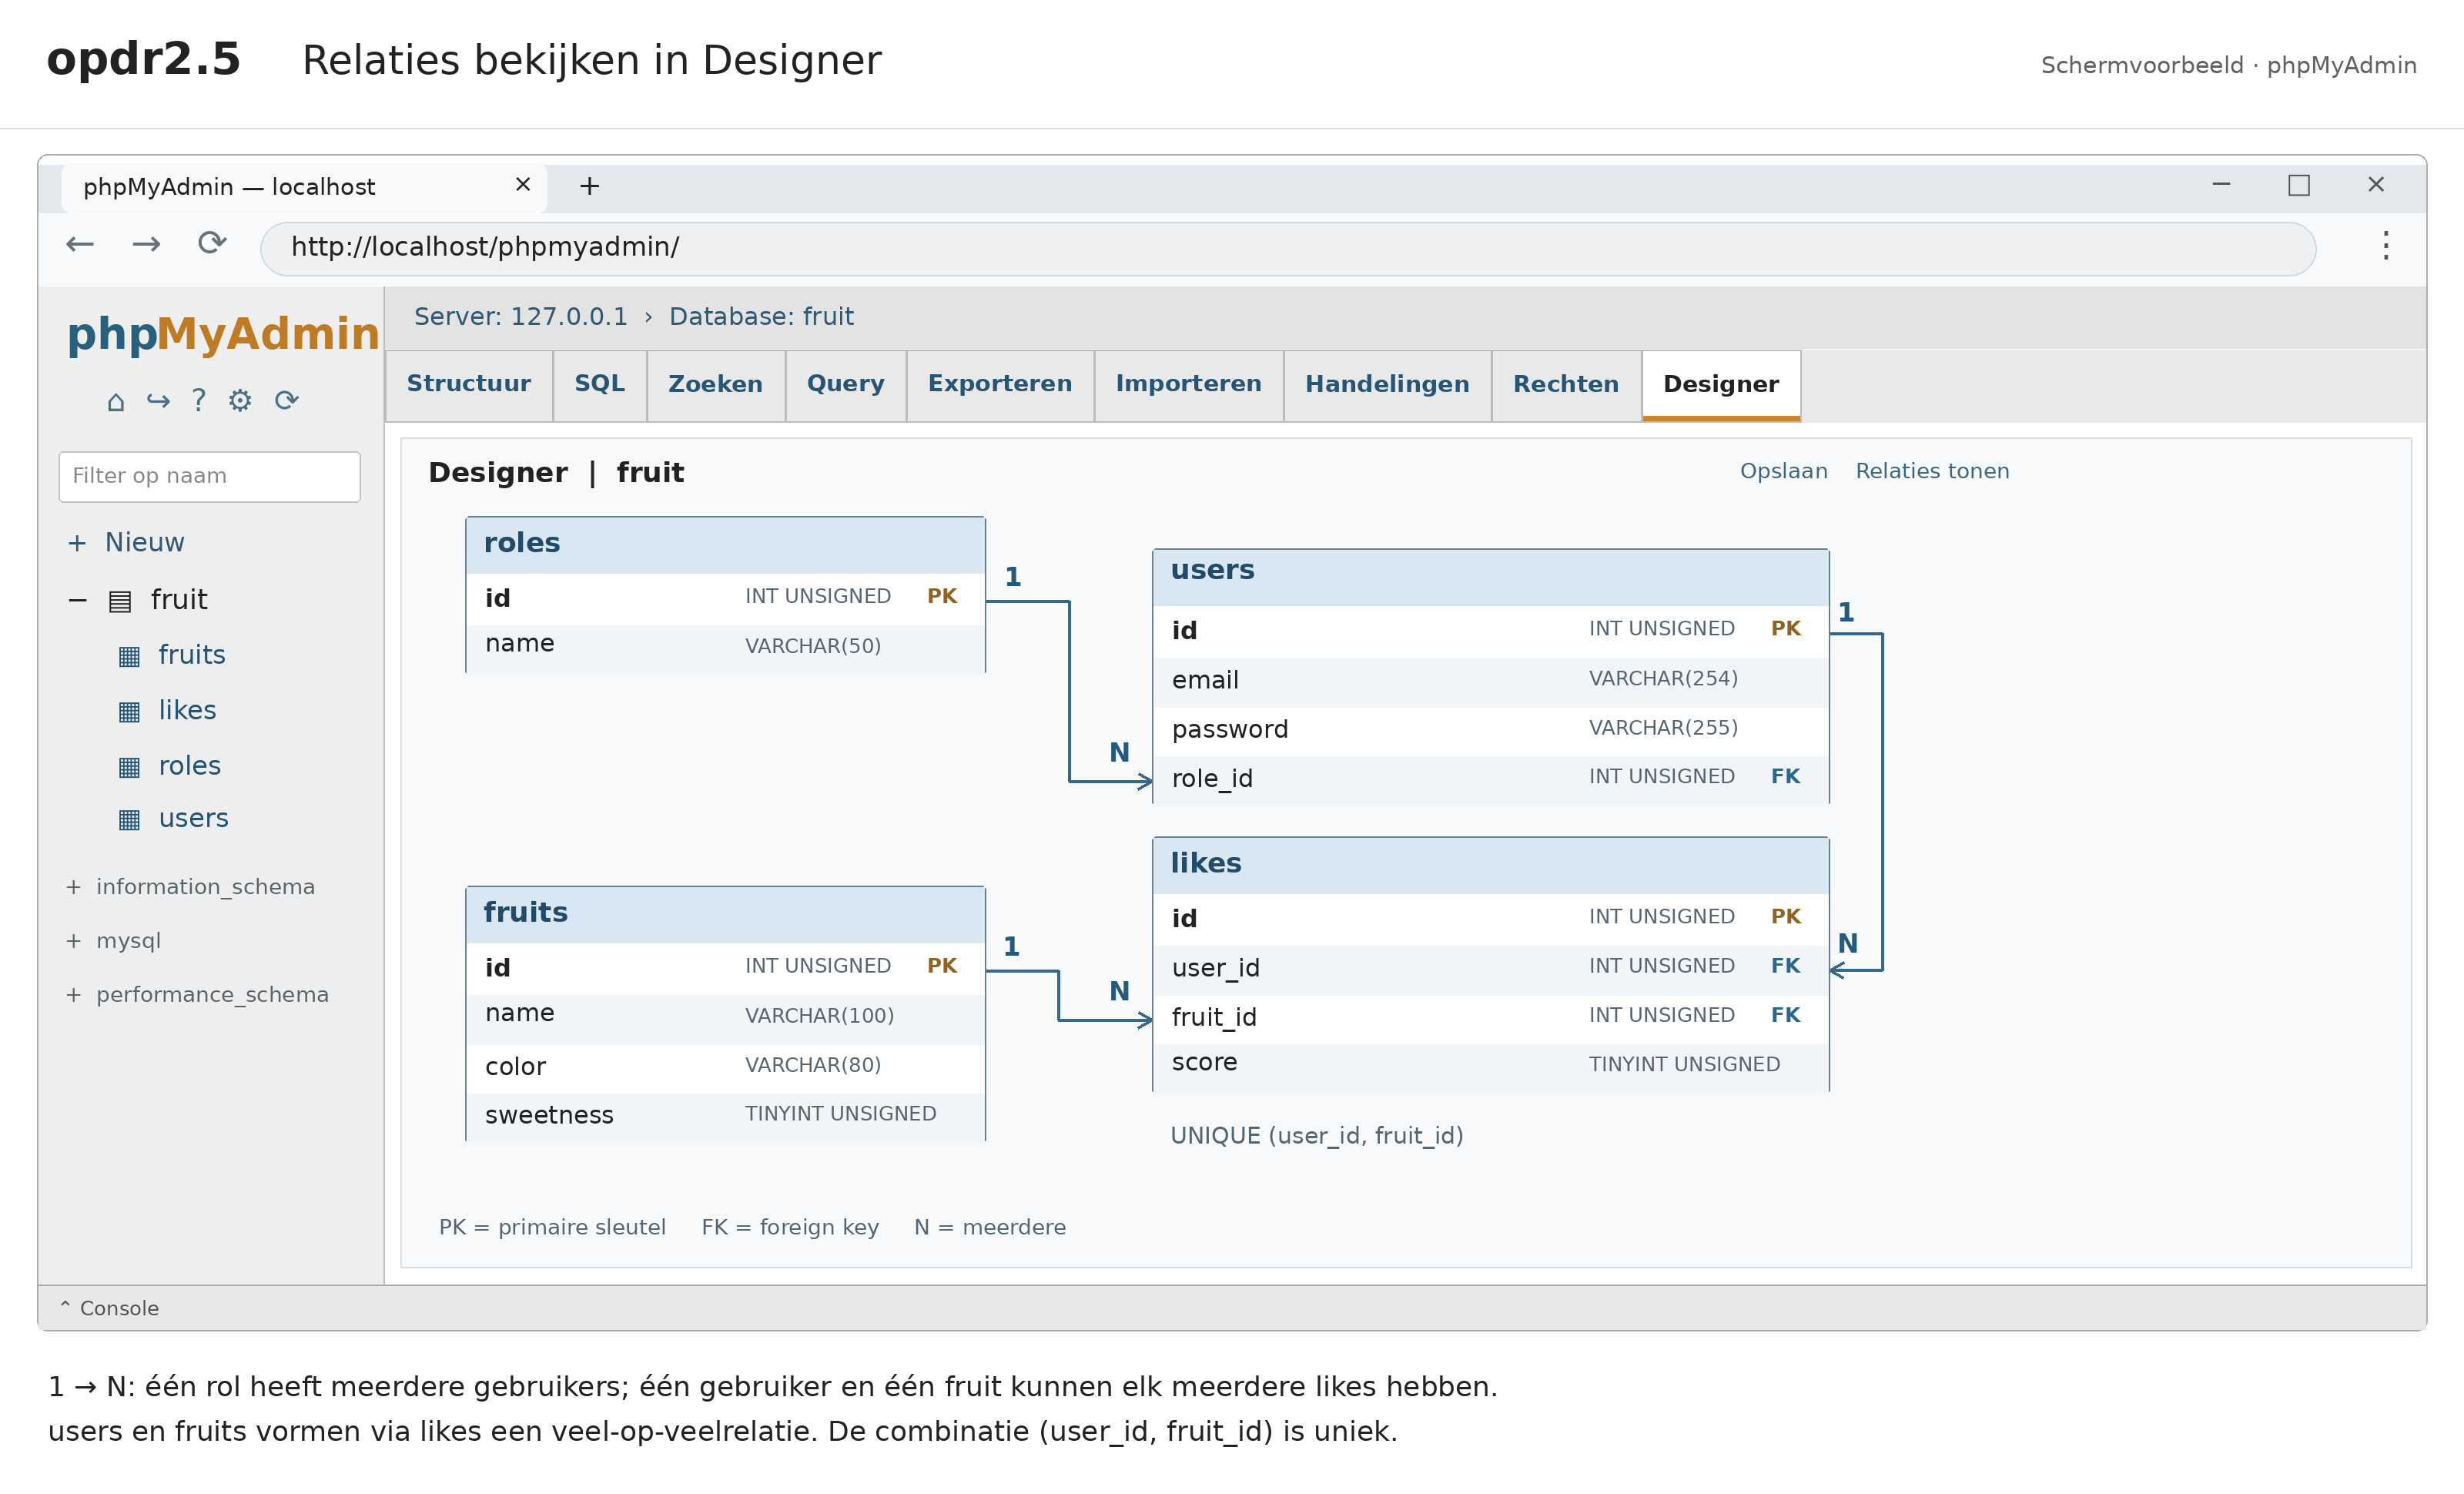 opdr2.5 Relaties bekijken in Designer
Schermvoorbeeld · phpMyAdmin
phpMyAdmin — localhost × +
− □ ×
← → ⟳ http://localhost/phpmyadmin/ ⋮
phpMyAdmin
⌂ ↪ ? ⚙ ⟳
Filter op naam
+ Nieuw
− ▤ fruit
▦ fruits
▦ likes
▦ roles
▦ users
+ information_schema
+ mysql
+ performance_schema
Server: 127.0.0.1 › Database: fruit
Structuur SQL Zoeken Query Exporteren Importeren Handelingen Rechten Designer
Designer | fruit
Opslaan Relaties tonen
roles
id INT UNSIGNED PK
name VARCHAR(50)
1
N
users
id INT UNSIGNED PK
email VARCHAR(254)
password VARCHAR(255)
role_id INT UNSIGNED FK
1
N
fruits
id INT UNSIGNED PK
name VARCHAR(100)
color VARCHAR(80)
sweetness TINYINT UNSIGNED
1
N
likes
id INT UNSIGNED PK
user_id INT UNSIGNED FK
fruit_id INT UNSIGNED FK
score TINYINT UNSIGNED
UNIQUE (user_id, fruit_id)
PK = primaire sleutel FK = foreign key N = meerdere
⌃ Console
1 → N: één rol heeft meerdere gebruikers; één gebruiker en één fruit kunnen elk meerdere likes hebben.
users en fruits vormen via likes een veel-op-veelrelatie. De combinatie (user_id, fruit_id) is uniek.